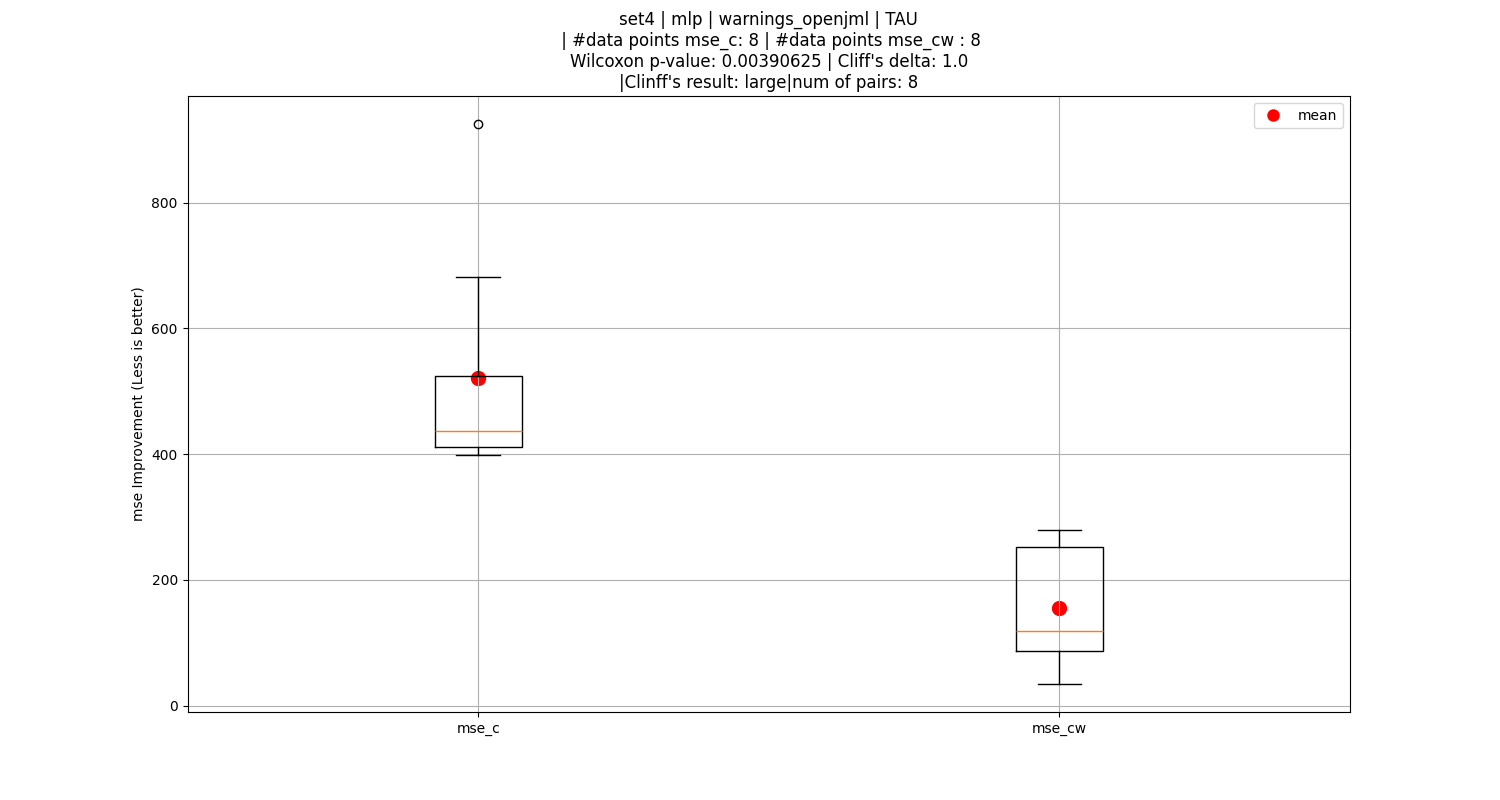 set4 | mlp | warnings_openjml | TAU
| #data points mse_c: 8 | #data points mse_cw : 8
Wilcoxon p-value: 0.00390625 | Cliff's delta: 1.0
|Clinff's result: large|num of pairs: 8
mean
mse Improvement (Less is better)
800
600
400
200
0
mse_c
mse_cw